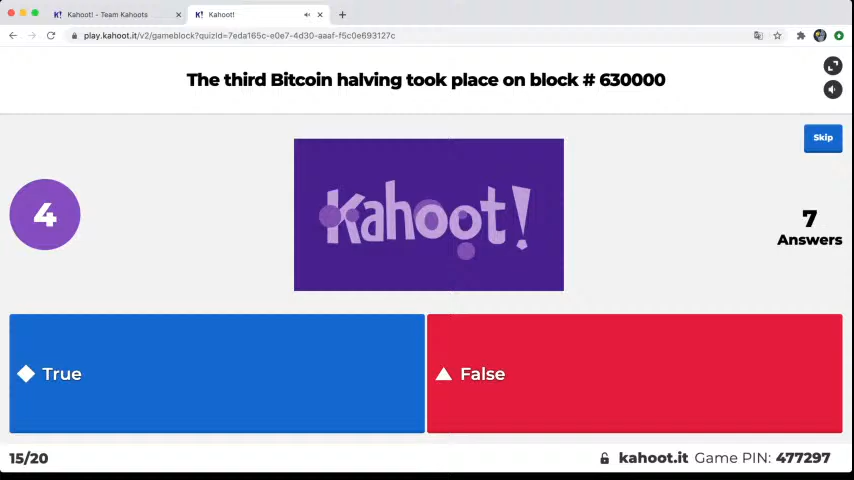 Kahoot! - Team Kahoots
Kahoot!
play.kahoot.it/v2/gameblock?quizId=7eda165c-e0e7-4d30-aaaf-f5c0e693127c
The third Bitcoin halving took place on block # 630000
Skip
Kahoot!
4
7
Answers
True
False
15/20
kahoot.it Game PIN: 477297